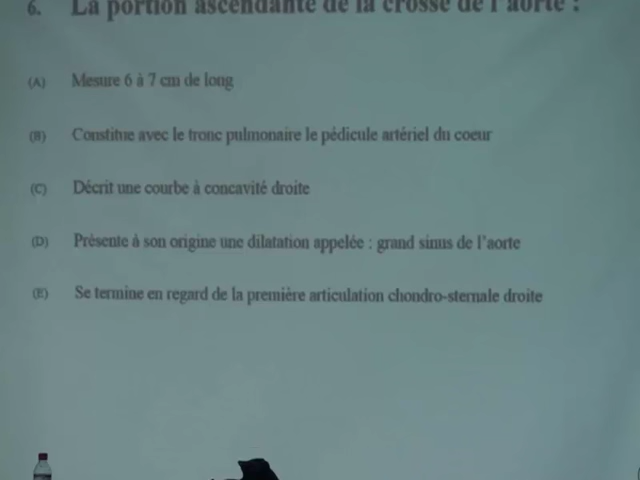 6. La portion ascendante de la crosse de l'aorte :
(A) Mesure 6 à 7 cm de long
(B) Constitue avec le tronc pulmonaire le pédicule artériel du coeur
(C) Décrit une courbe à concavité droite
(D) Présente à son origine une dilatation appelée : grand sinus de l'aorte
(E) Se termine en regard de la première articulation chondro-sternale droite